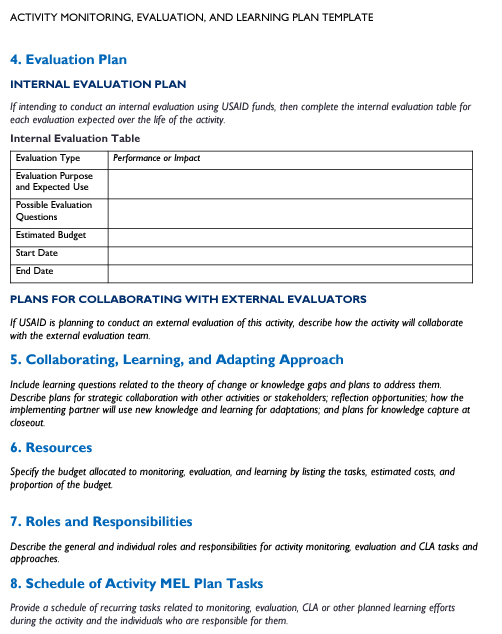 ACTIVITY MONITORING, EVALUATION, AND LEARNING PLAN TEMPLATE
4. Evaluation Plan
INTERNAL EVALUATION PLAN
If intending to conduct an internal evaluation using USAID funds, then complete the internal evaluation table for
each evaluation expected over the life of the activity.
Internal Evaluation Table
Evaluation Type
Performance or Impact
Evaluation Purpose
and Expected Use
Possible Evaluation
Questions
Estimated Budget
Start Date
End Date
PLANS FOR COLLABORATING WITH EXTERNAL EVALUATORS
If USAID is planning to conduct an external evaluation of this activity, describe how the activity will collaborate
with the external evaluation team.
5. Collaborating, Learning, and Adapting Approach
Include learning questions related to the theory of change or knowledge gaps and plans to address them.
Describe plans for strategic collaboration with other activities or stakeholders; reflection opportunities; how the
implementing partner will use new knowledge and learning for adaptations; and plans for knowledge capture at
closeout.
6. Resources
Specify the budget allocated to monitoring, evaluation, and learning by listing the tasks, estimated costs, and
proportion of the budget.
7. Roles and Responsibilities
Describe the general and individual roles and responsibilities for activity monitoring, evaluation and CLA tasks and
approaches.
8. Schedule of Activity MEL Plan Tasks
Provide a schedule of recurring tasks related to monitoring, evaluation, CLA or other planned learning efforts
during the activity and the individuals who are responsible for them.